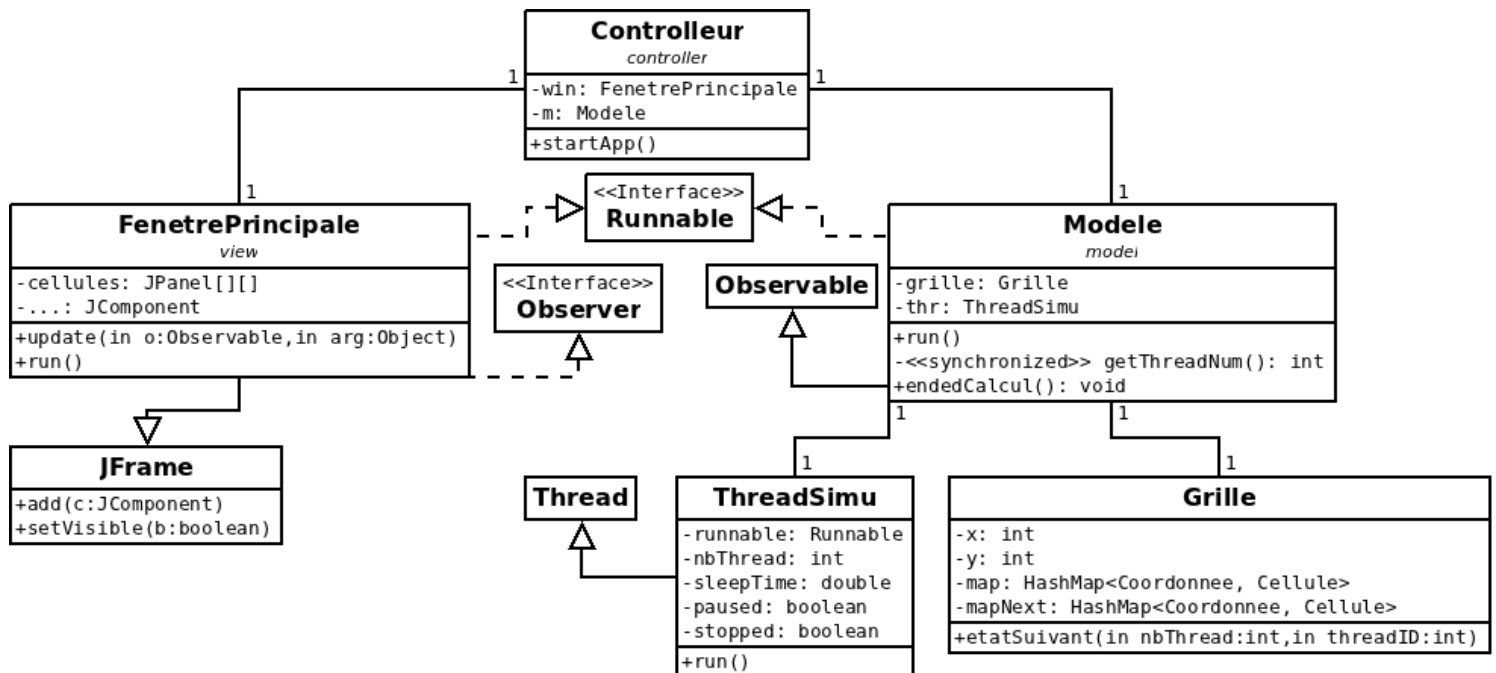 Controlleur
controller
-win: FenetrePrincipale
-m: Modele
+startApp()
1
1
1
1
FenetrePrincipale
view
-cellules: JPanel[][]
-...: JComponent
+update(in o:Observable,in arg:Object)
+run()
<<Interface>>
Runnable
<<Interface>>
Observer
Observable
Modele
model
-grille: Grille
-thr: ThreadSimu
+run()
-<<synchronized>> getThreadNum(): int
+endedCalcul(): void
1
1
1
1
JFrame
+add(c:JComponent)
+setVisible(b:boolean)
Thread
ThreadSimu
-runnable: Runnable
-nbThread: int
-sleepTime: double
-paused: boolean
-stopped: boolean
+run()
Grille
-x: int
-y: int
-map: HashMap<Coordonnee, Cellule>
-mapNext: HashMap<Coordonnee, Cellule>
+etatSuivant(in nbThread:int,in threadID:int)